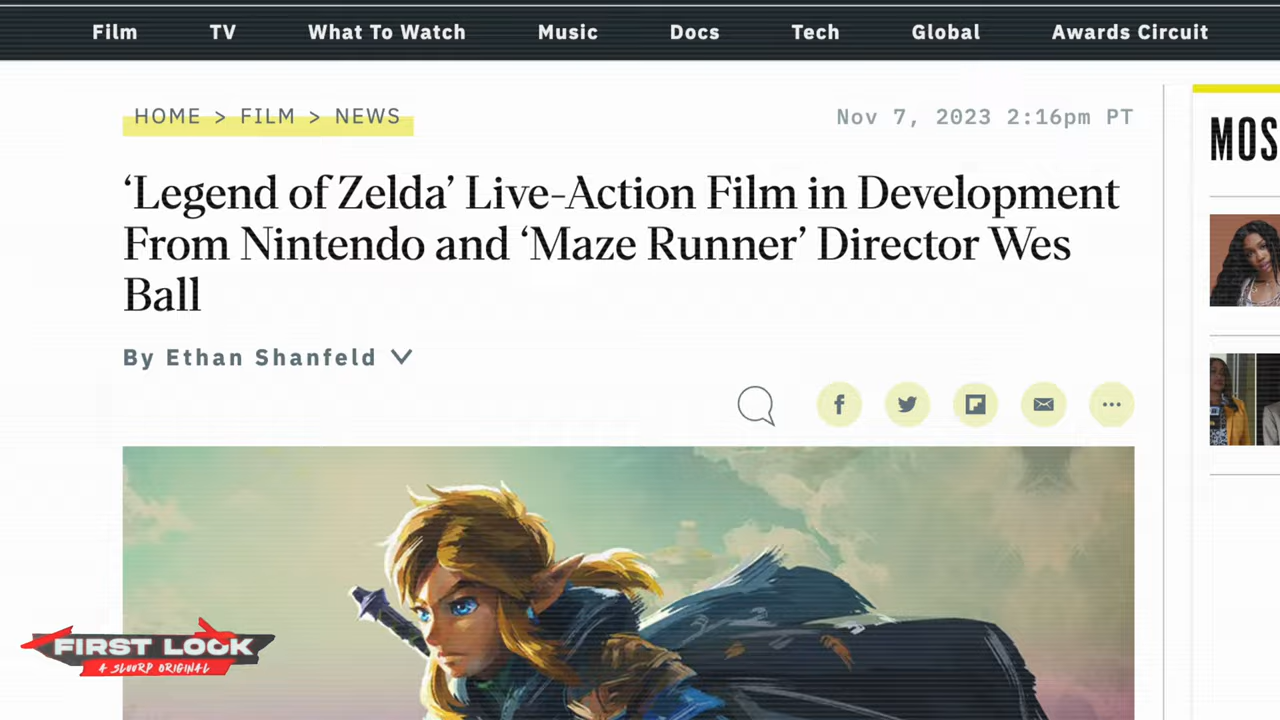 Film TV What To Watch Music Docs Tech Global Awards Circuit
HOME > FILM > NEWS
Nov 7, 2023 2:16pm PT
MOS
‘Legend of Zelda’ Live-Action Film in Development
From Nintendo and ‘Maze Runner’ Director Wes
Ball
By Ethan Shanfeld
FIRST LOOK
A SLOURP ORIGINAL